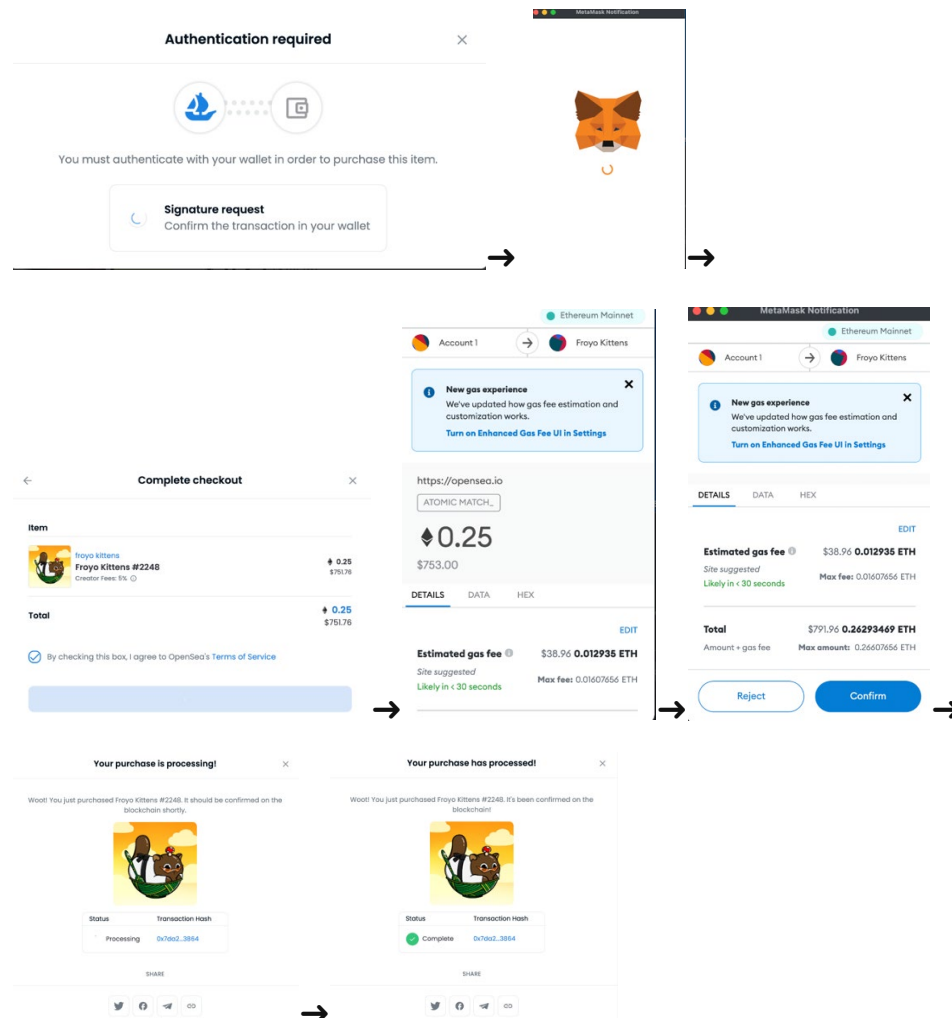 MetaMask Notification
Authentication required
You must authenticate with your wallet in order to purchase this item.
Signature request
Confirm the transaction in your wallet
Complete checkout
Item
froyo kittens
Froyo Kittens #2248
Creator Fees: 5%
0.25
$751.76
Total
0.25
$751.76
By checking this box, I agree to OpenSea's Terms of Service
Ethereum Mainnet
Account 1
Froyo Kittens
New gas experience
We've updated how gas fee estimation and
customization works.
Turn on Enhanced Gas Fee UI in Settings
https://opensea.io
ATOMIC MATCH_
0.25
$753.00
DETAILS DATA HEX
EDIT
Estimated gas fee $38.96 0.012935 ETH
Site suggested
Likely in < 30 seconds Max fee: 0.01607656 ETH
MetaMask Notification
Ethereum Mainnet
Account 1
Froyo Kittens
New gas experience
We've updated how gas fee estimation and
customization works.
Turn on Enhanced Gas Fee UI in Settings
DETAILS DATA HEX
EDIT
Estimated gas fee $38.96 0.012935 ETH
Site suggested
Likely in < 30 seconds Max fee: 0.01607656 ETH
Total $791.96 0.26293469 ETH
Amount + gas fee Max amount: 0.26607656 ETH
Reject Confirm
Your purchase is processing!
Woot! You just purchased Froyo Kittens #2248. It should be confirmed on the
blockchain shortly.
Status Transaction Hash
Processing 0x7da2...3864
SHARE
Your purchase has processed!
Woot! You just purchased Froyo Kittens #2248. It's been confirmed on the
blockchain!
Status Transaction Hash
Complete 0x7da2...3864
SHARE